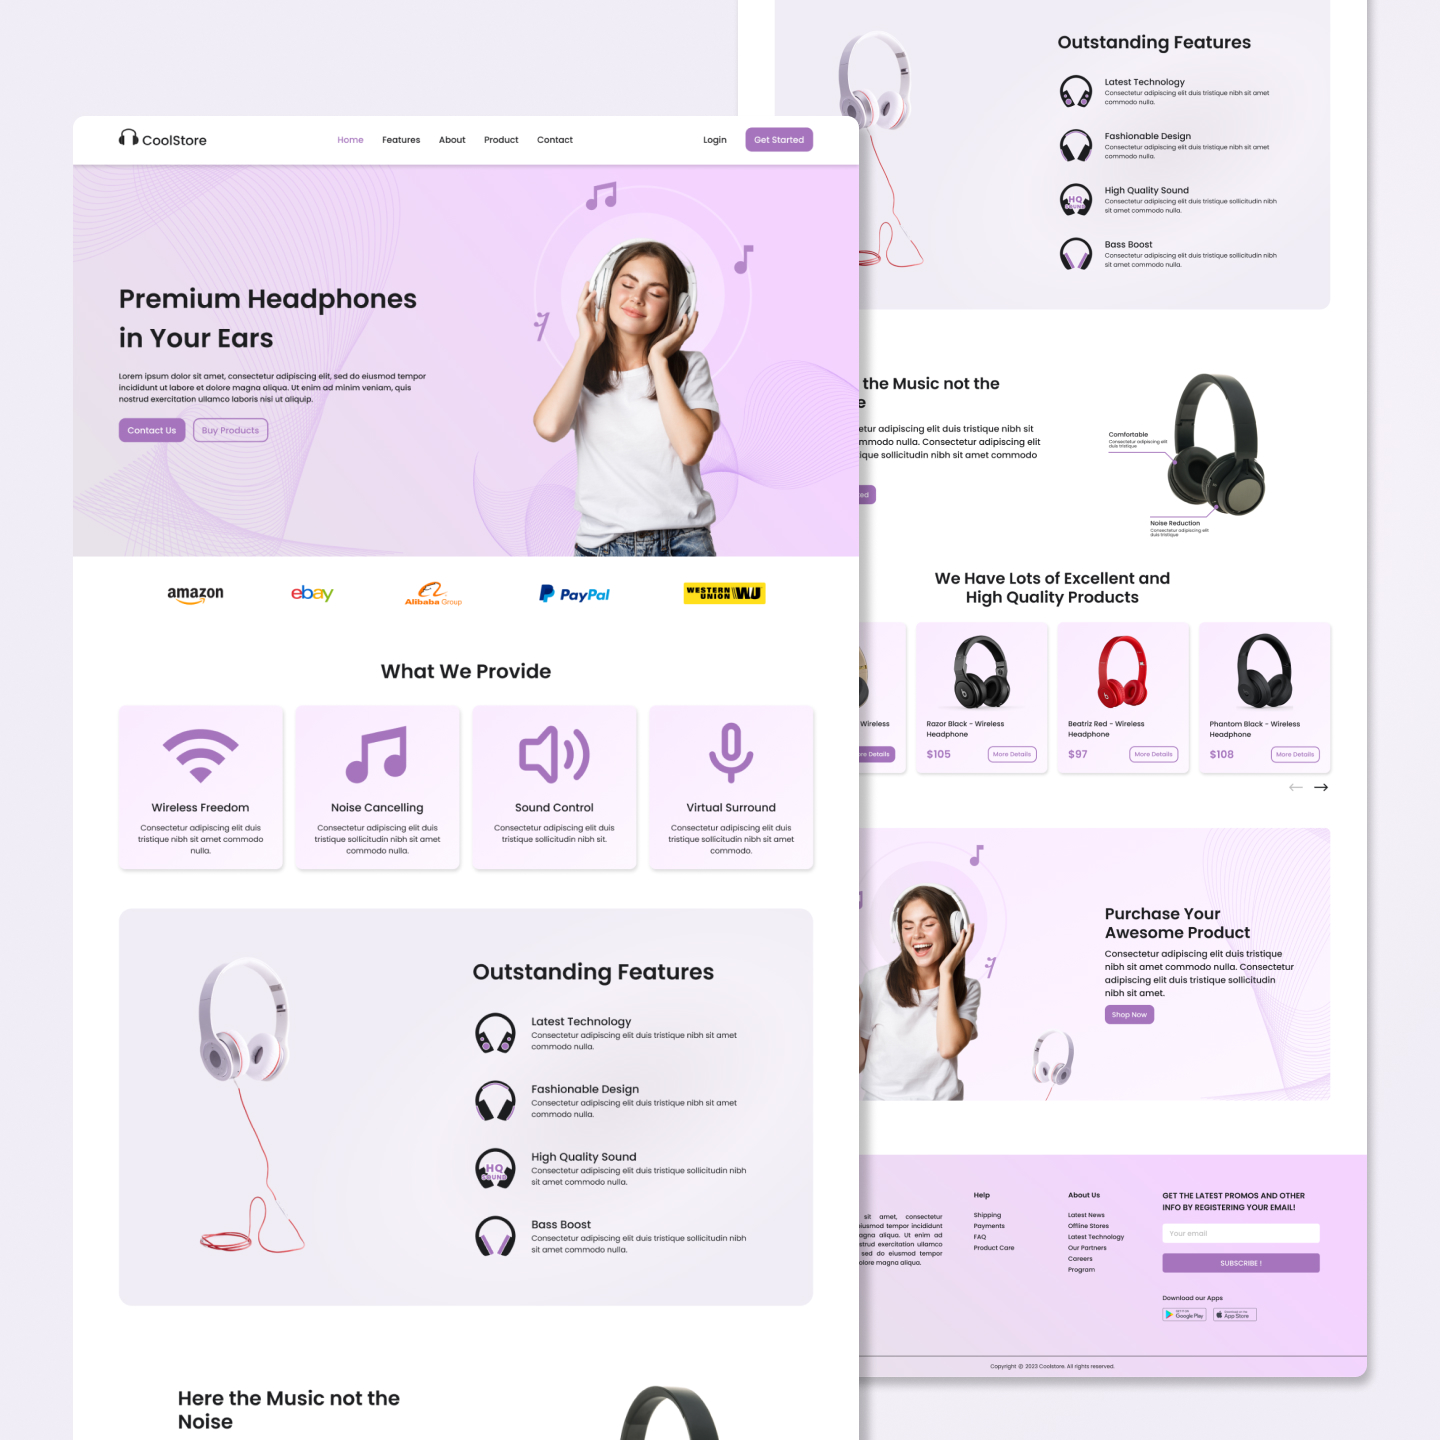 CoolStore
Home
Features
About
Product
Contact
Login
Get Started
Premium Headphones
in Your Ears
Lorem ipsum dolor sit amet, consectetur adipiscing elit, sed do eiusmod tempor
incididunt ut labore et dolore magna aliqua. Ut enim ad minim veniam, quis
nostrud exercitation ullamco laboris nisi ut aliquip.
Contact Us
Buy Products
amazon
ebay
Alibaba Group
PayPal
WESTERN
UNION WU
What We Provide
Wireless Freedom
Consectetur adipiscing elit duis
tristique nibh sit amet commodo
nulla.
Noise Cancelling
Consectetur adipiscing elit duis
tristique sollicitudin nibh sit amet
commodo nulla.
Sound Control
Consectetur adipiscing elit duis
tristique sollicitudin nibh sit.
Virtual Surround
Consectetur adipiscing elit duis
tristique sollicitudin nibh sit amet
commodo.
Outstanding Features
Latest Technology
Consectetur adipiscing elit duis tristique nibh sit amet
commodo nulla.
Fashionable Design
Consectetur adipiscing elit duis tristique nibh sit amet
commodo nulla.
HQ
SOUND
High Quality Sound
Consectetur adipiscing elit duis tristique sollicitudin nibh
sit amet commodo nulla.
Bass Boost
Consectetur adipiscing elit duis tristique sollicitudin nibh
sit amet commodo nulla.
Here the Music not the
Noise
Outstanding Features
Latest Technology
Consectetur adipiscing elit duis tristique nibh sit amet
commodo nulla.
Fashionable Design
Consectetur adipiscing elit duis tristique nibh sit amet
commodo nulla.
HQ
SOUND
High Quality Sound
Consectetur adipiscing elit duis tristique sollicitudin nibh
sit amet commodo nulla.
Bass Boost
Consectetur adipiscing elit duis tristique sollicitudin nibh
sit amet commodo nulla.
the Music not the
e
etur adipiscing elit duis tristique nibh sit
mmodo nulla. Consectetur adipiscing elit
ique sollicitudin nibh sit amet commodo
ed
Comfortable
Consectetur adipiscing elit
duis tristique
Noise Reduction
Consectetur adipiscing elit
duis tristique
We Have Lots of Excellent and
High Quality Products
Wireless
re Details
Razor Black - Wireless
Headphone
$105
More Details
Beatriz Red - Wireless
Headphone
$97
More Details
Phantom Black - Wireless
Headphone
$108
More Details
Purchase Your
Awesome Product
Consectetur adipiscing elit duis tristique
nibh sit amet commodo nulla. Consectetur
adipiscing elit duis tristique sollicitudin
nibh sit amet.
Shop Now
sit amet, consectetur
eiusmod tempor incididunt
agna aliqua. Ut enim ad
strud exercitation ullamco
sed do eiusmod tempor
olore magna aliqua.
Help
Shipping
Payments
FAQ
Product Care
About Us
Latest News
Offline Stores
Latest Technology
Our Partners
Careers
Program
GET THE LATEST PROMOS AND OTHER
INFO BY REGISTERING YOUR EMAIL!
Your email
SUBSCRIBE !
Download our Apps
GET IT ON
Google Play
Download on the
App Store
Copyright © 2023 Coolstore. All rights reserved.